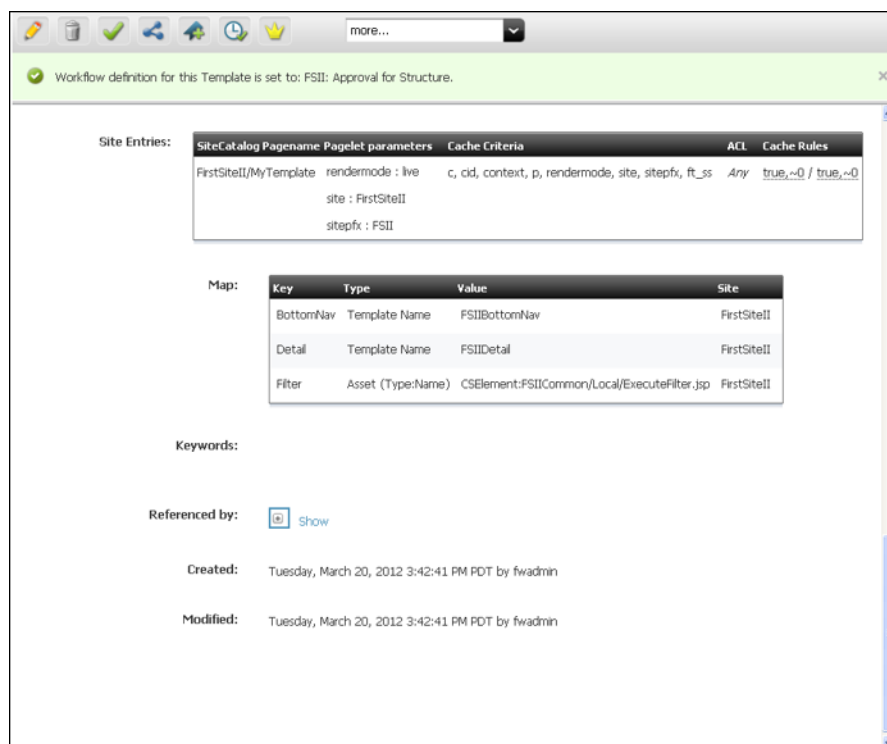 more...
Workflow definition for this Template is set to: FSII: Approval for Structure.
Site Entries:
SiteCatalog Pagename Pagelet parameters Cache Criteria ACL Cache Rules
FirstSiteII/MyTemplate rendermode : live c, cid, context, p, rendermode, site, sitepfx, ft_ss Any true,~0 / true,~0
site : FirstSiteII
sitepfx : FSII
Map:
Key Type Value Site
BottomNav Template Name FSIIBottomNav FirstSiteII
Detail Template Name FSIIDetail FirstSiteII
Filter Asset (Type:Name) CSElement:FSIICommon/Local/ExecuteFilter.jsp FirstSiteII
Keywords:
Referenced by: Show
Created: Tuesday, March 20, 2012 3:42:41 PM PDT by fwadmin
Modified: Tuesday, March 20, 2012 3:42:41 PM PDT by fwadmin